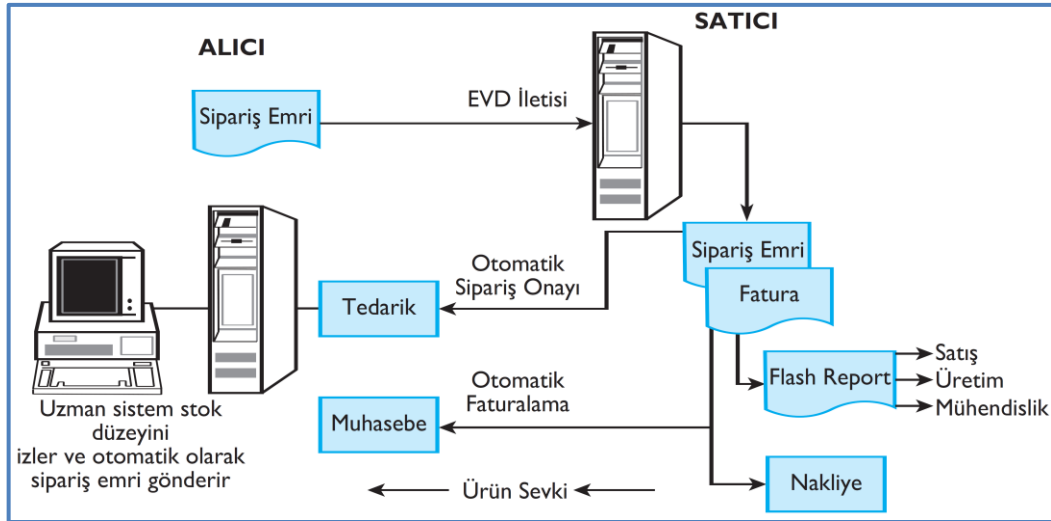 ALICI
SATICI
Sipariş Emri
EVD İletisi
Sipariş Emri
Fatura
Otomatik
Sipariş Onayı
Tedarik
Flash Report
Satış
Üretim
Mühendislik
Otomatik
Faturalama
Muhasebe
Uzman sistem stok
düzeyini
izler ve otomatik olarak
sipariş emri gönderir
Ürün Sevki
Nakliye